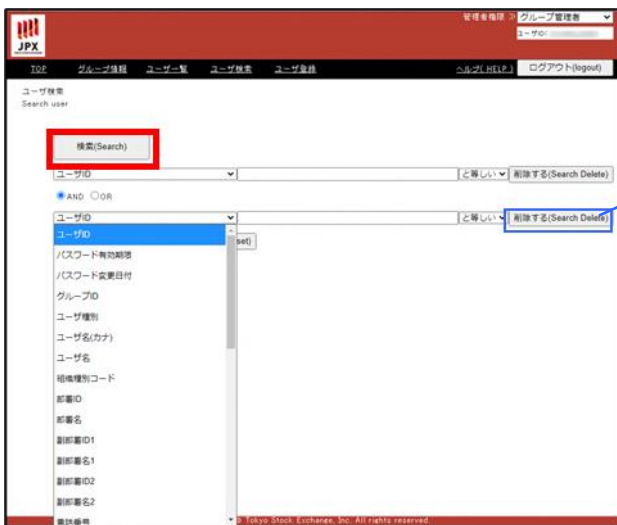 管理者権限 ≫ グループ管理者
JPX
ユーザID:
TOP グループ情報 ユーザ一覧 ユーザ検索 ユーザ登録 ヘルプ( HELP ) ログアウト(logout)
ユーザ検索
Search user
検索(Search)
ユーザID と等しい 削除する(Search Delete)
AND OR
ユーザID と等しい 削除する(Search Delete)
ユーザID
set)
パスワード有効期限
パスワード変更日付
グループID
ユーザ種別
ユーザ名(カナ)
ユーザ名
組織種別コード
部署ID
部署名
副部署ID1
副部署名1
副部署ID2
副部署名2
電話番号
Tokyo Stock Exchange, Inc. All rights reserved.